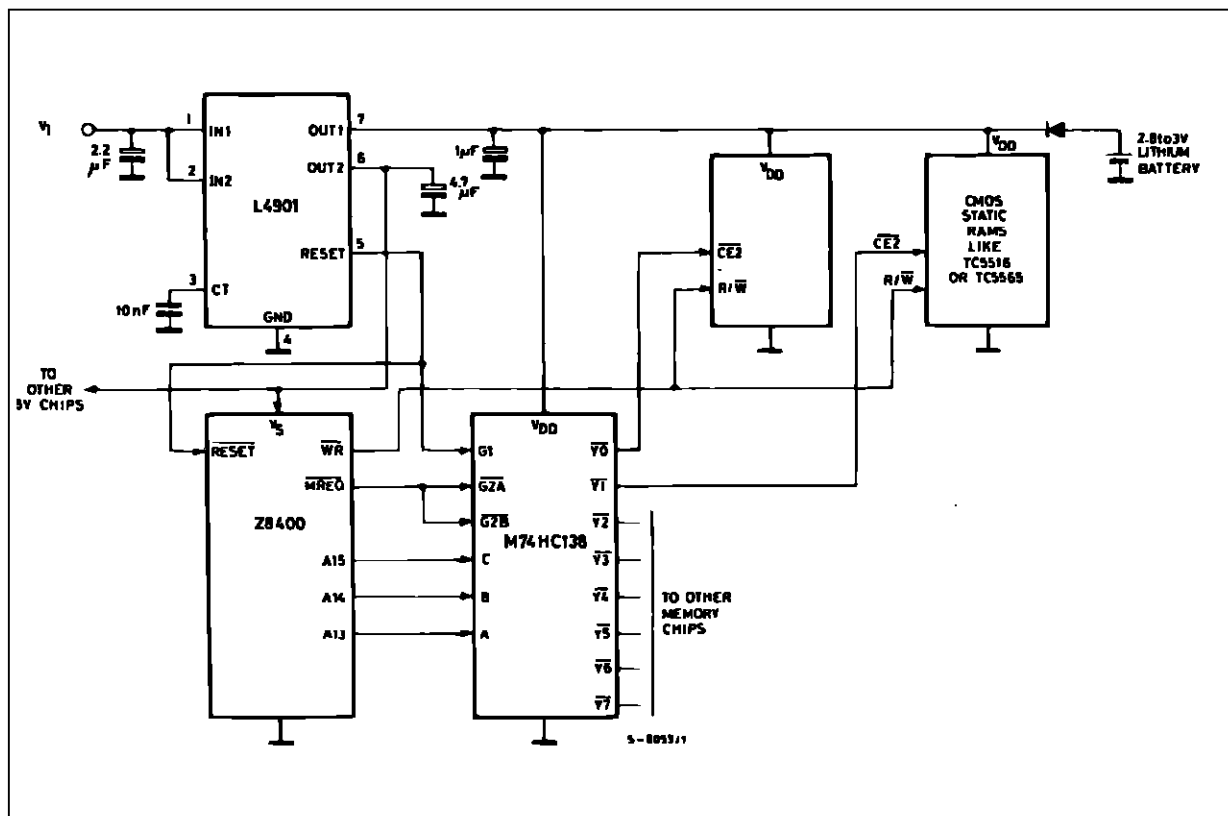 V1
2.2
µF
1
IN1
2
IN2
L4901
OUT1
7
OUT2
6
RESET
5
3
CT
10nF
GND
4
1µF
4.7
µF
VDD
CE2
R/W
VDD
CE2
R/W
CMOS
STATIC
RAMS
LIKE
TC5516
OR TC5565
2.8to3V
LITHIUM
BATTERY
TO
OTHER
5V CHIPS
RESET
VS
WR
MREQ
Z8400
A15
A14
A13
VDD
G1
G2A
G2B
M74HC138
C
B
A
Y0
Y1
Y2
Y3
Y4
Y5
Y6
Y7
TO OTHER
MEMORY
CHIPS
S-8053/1